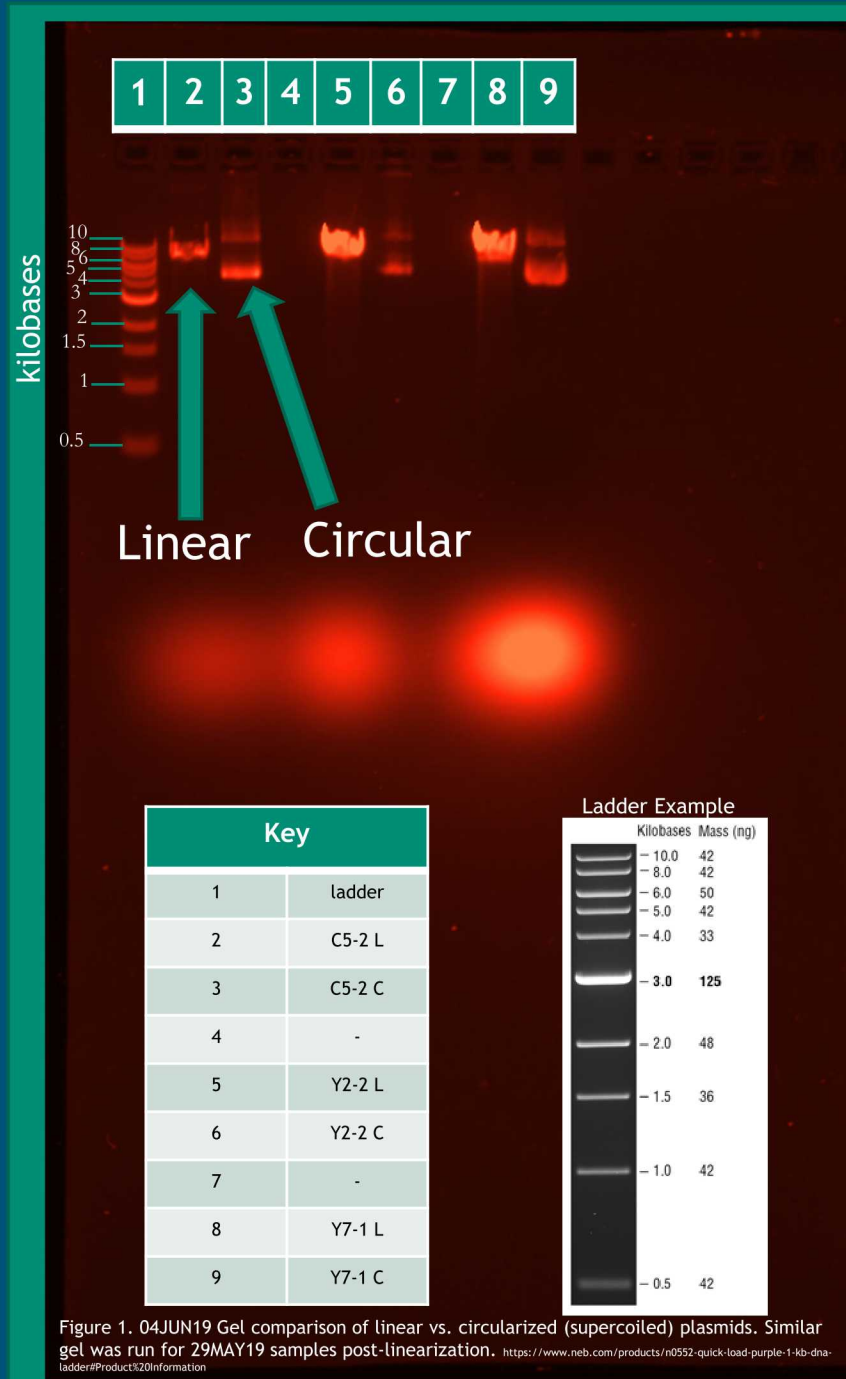 1 2 3 4 5 6 7 8 9
kilobases
10
8
6
5
4
3
2
1.5
1
0.5
Linear Circular
Key
1 ladder
2 C5-2 L
3 C5-2 C
4 -
5 Y2-2 L
6 Y2-2 C
7 -
8 Y7-1 L
9 Y7-1 C
Ladder Example
Kilobases Mass (ng)
– 10.0 42
– 8.0 42
– 6.0 50
– 5.0 42
– 4.0 33
– 3.0 125
– 2.0 48
– 1.5 36
– 1.0 42
– 0.5 42
Figure 1. 04JUN19 Gel comparison of linear vs. circularized (supercoiled) plasmids. Similar
gel was run for 29MAY19 samples post-linearization. https://www.neb.com/products/n0552-quick-load-purple-1-kb-dna-
ladder#Product%20Information